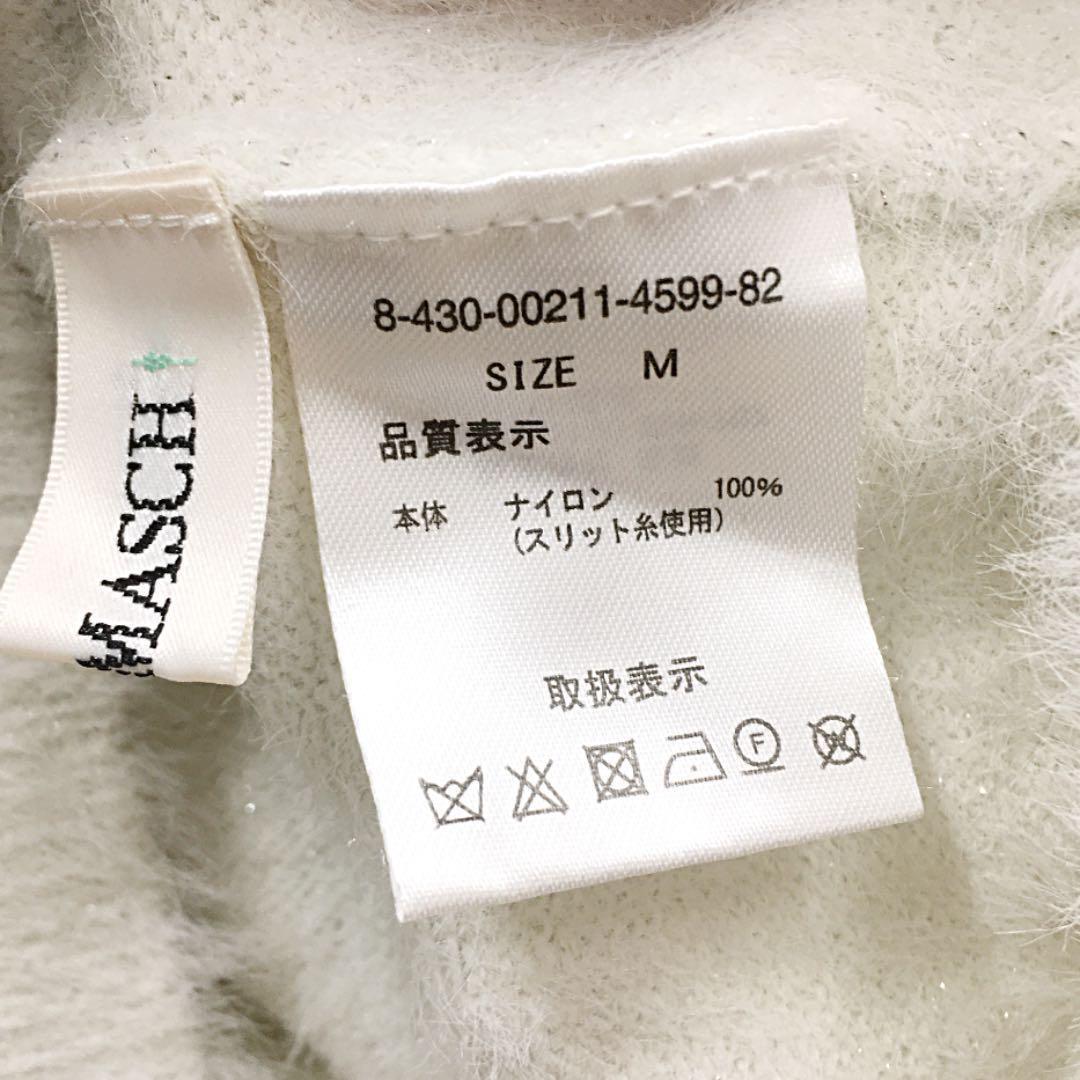 MASCH
8-430-00211-4599-82
SIZE M
品質表示
本体 ナイロン 100%
(スリット糸使用)
取扱表示
F
W